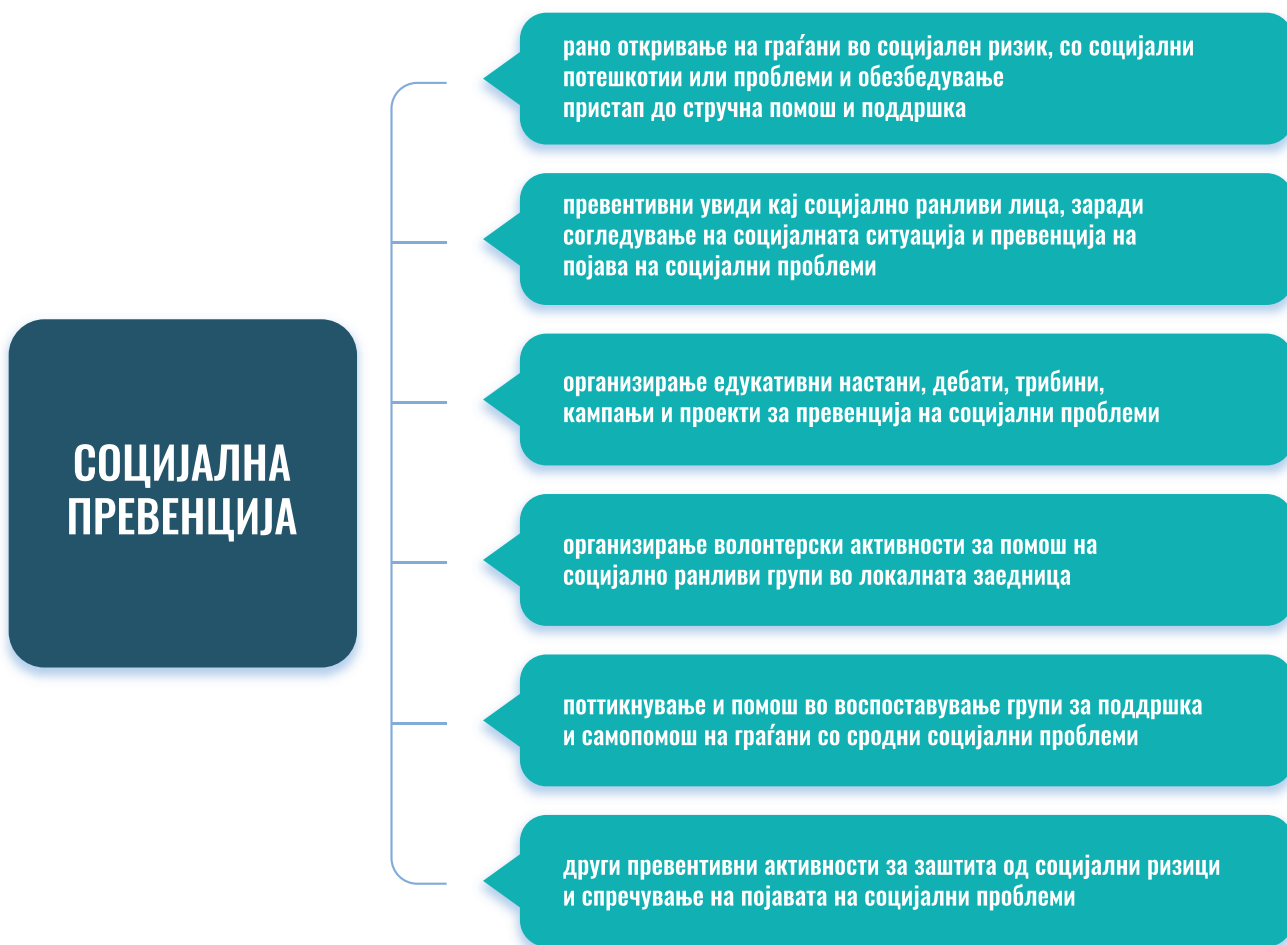 СОЦИЈАЛНА
ПРЕВЕНЦИЈА
рано откривање на граѓани во социјален ризик, со социјални
потешкотии или проблеми и обезбедување
пристап до стручна помош и поддршка
превентивни увиди кај социјално ранливи лица, заради
согледување на социјалната ситуација и превенција на
појава на социјални проблеми
организирање едукативни настани, дебати, трибини,
кампањи и проекти за превенција на социјални проблеми
организирање волонтерски активности за помош на
социјално ранливи групи во локалната заедница
поттикнување и помош во воспоставување групи за поддршка
и самопомош на граѓани со сродни социјални проблеми
други превентивни активности за заштита од социјални ризици
и спречување на појавата на социјални проблеми